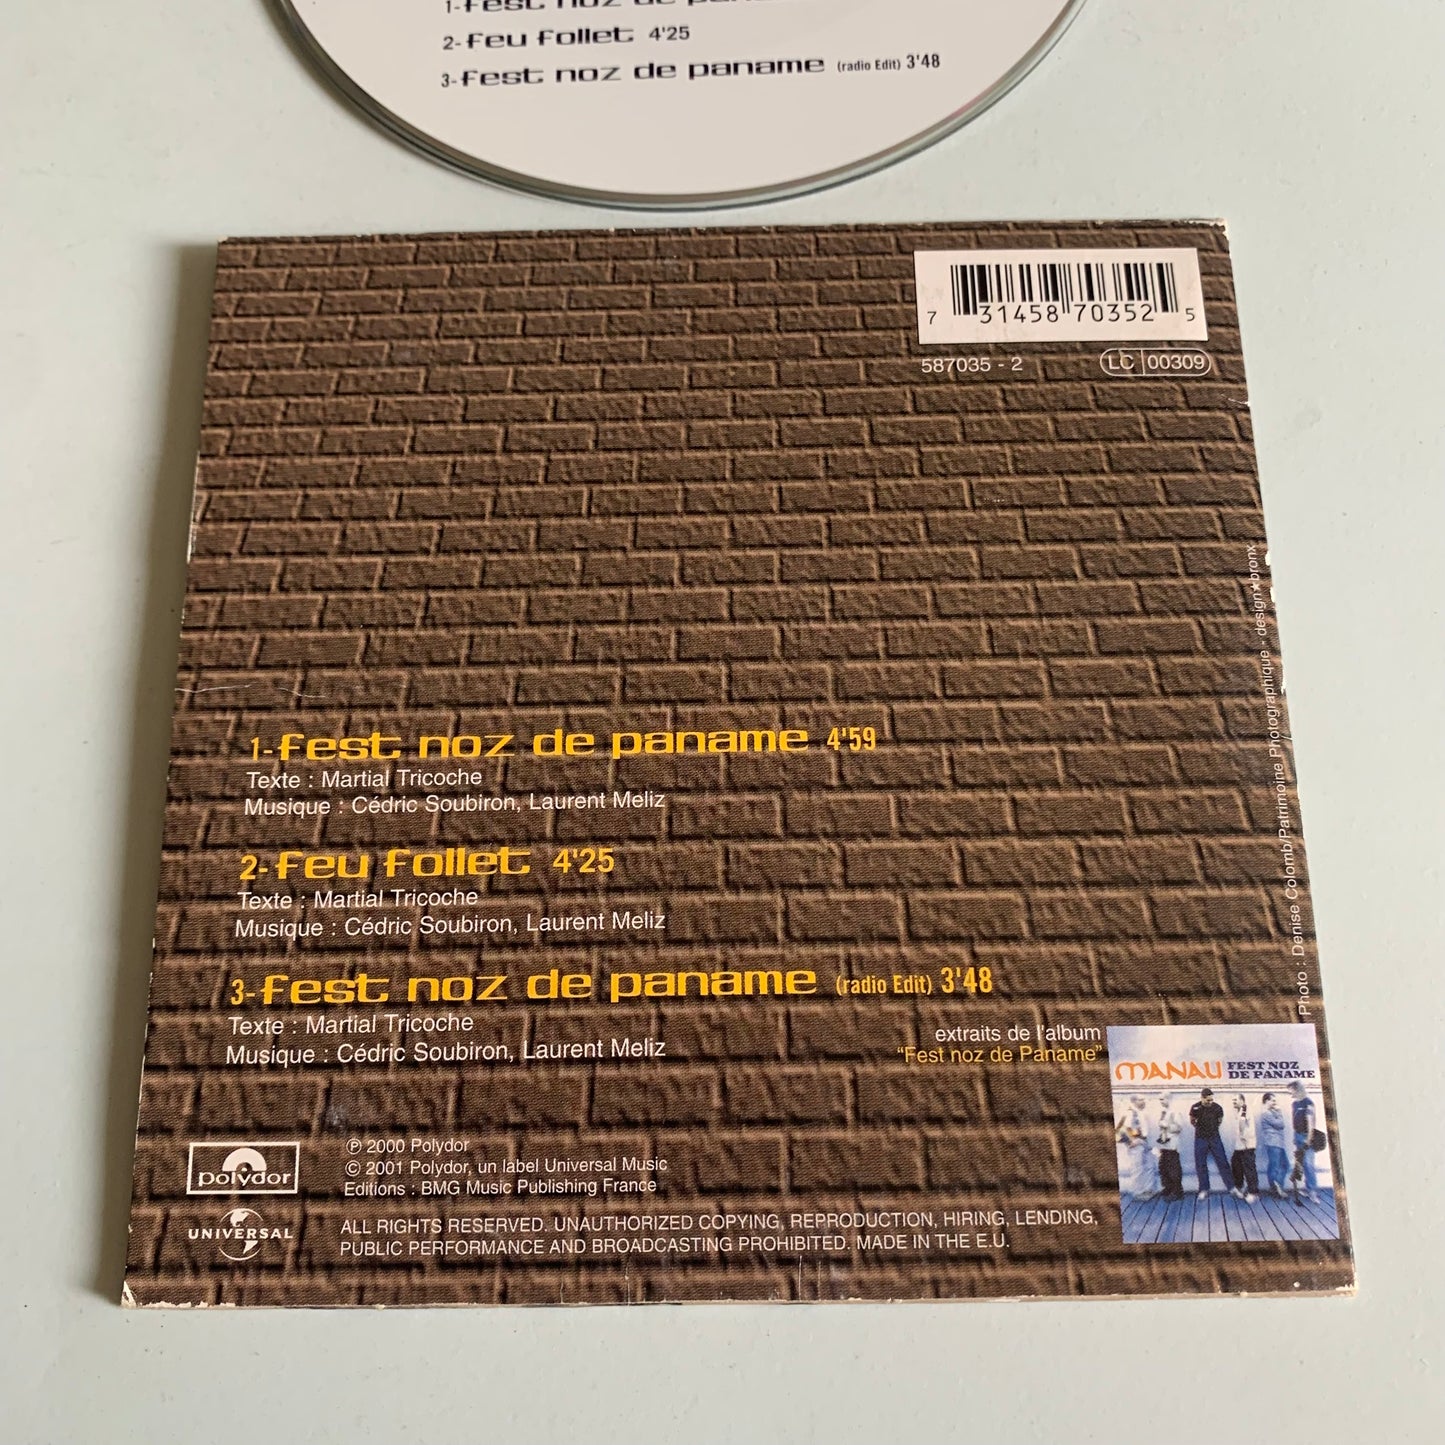 1-fest noz de paname
2-feu follet 4'25
3-fest noz de paname (radio Edit) 3'48
7 31458 70352 5
587035 - 2
LC 00309
1-fest noz de paname 4'59
Texte : Martial Tricoche
Musique : Cédric Soubiron, Laurent Meliz
2-feu follet 4'25
Texte : Martial Tricoche
Musique : Cédric Soubiron, Laurent Meliz
3-fest noz de paname (radio Edit) 3'48
Texte : Martial Tricoche
Musique : Cédric Soubiron, Laurent Meliz
extraits de l'album
“Fest noz de Paname”
MANAU FEST NOZ
DE PANAME
Photo : Denise Colomb/Patrimoine Photographique - design★bronx
polydor
UNIVERSAL
℗ 2000 Polydor
© 2001 Polydor, un label Universal Music
Editions : BMG Music Publishing France
ALL RIGHTS RESERVED. UNAUTHORIZED COPYING, REPRODUCTION, HIRING, LENDING,
PUBLIC PERFORMANCE AND BROADCASTING PROHIBITED. MADE IN THE E.U.